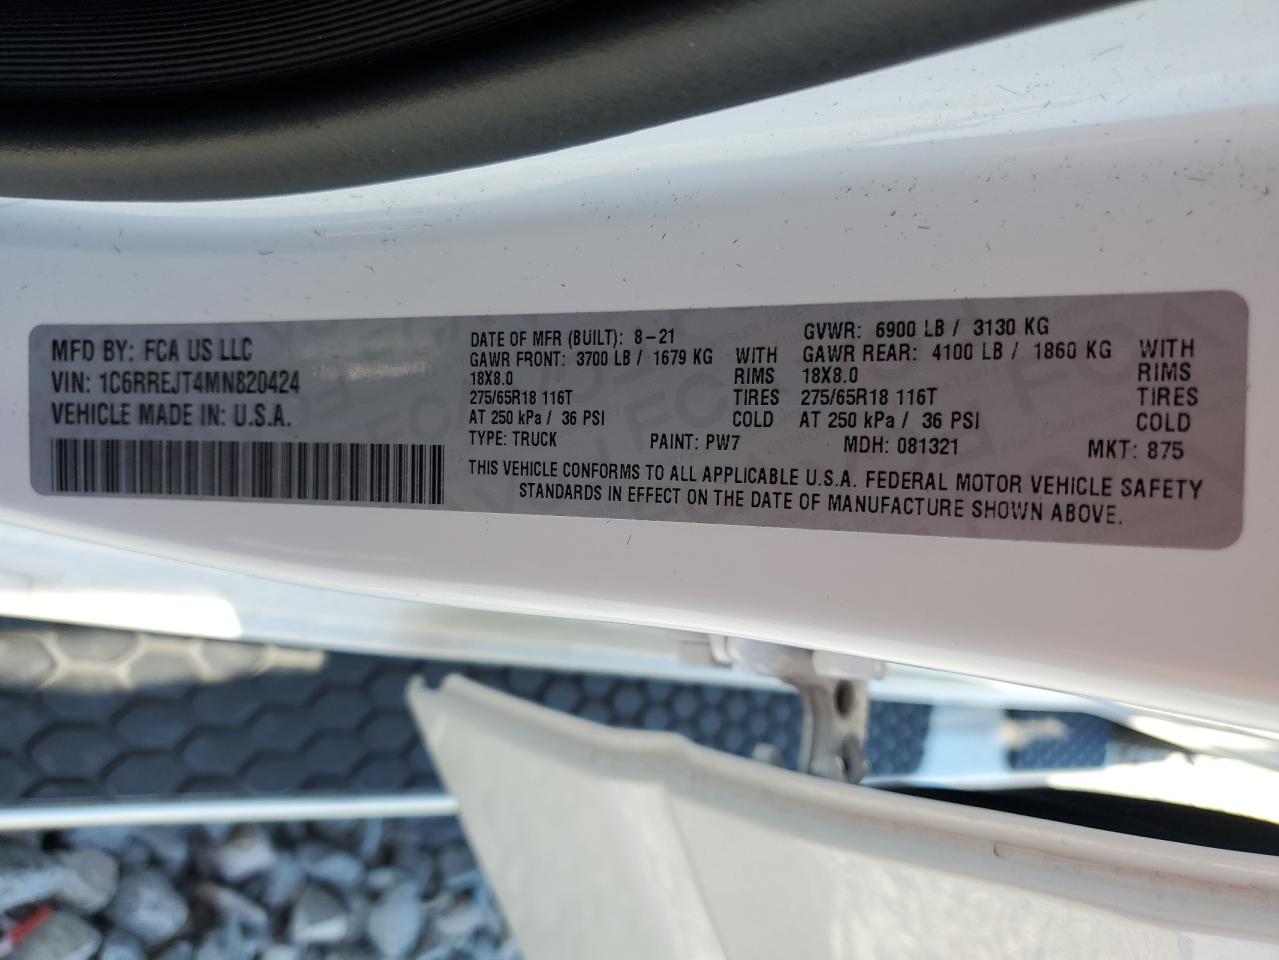 MFD BY: FCA US LLC
VIN: 1C6RREJT4MN820424
VEHICLE MADE IN: U.S.A.
DATE OF MFR (BUILT): 8-21 GVWR: 6900 LB / 3130 KG
GAWR FRONT: 3700 LB / 1679 KG WITH GAWR REAR: 4100 LB / 1860 KG WITH
18X8.0 RIMS 18X8.0 RIMS
275/65R18 116T TIRES 275/65R18 116T TIRES
AT 250 kPa / 36 PSI COLD AT 250 kPa / 36 PSI COLD
TYPE: TRUCK PAINT: PW7 MDH: 081321 MKT: 875
THIS VEHICLE CONFORMS TO ALL APPLICABLE U.S.A. FEDERAL MOTOR VEHICLE SAFETY
STANDARDS IN EFFECT ON THE DATE OF MANUFACTURE SHOWN ABOVE.